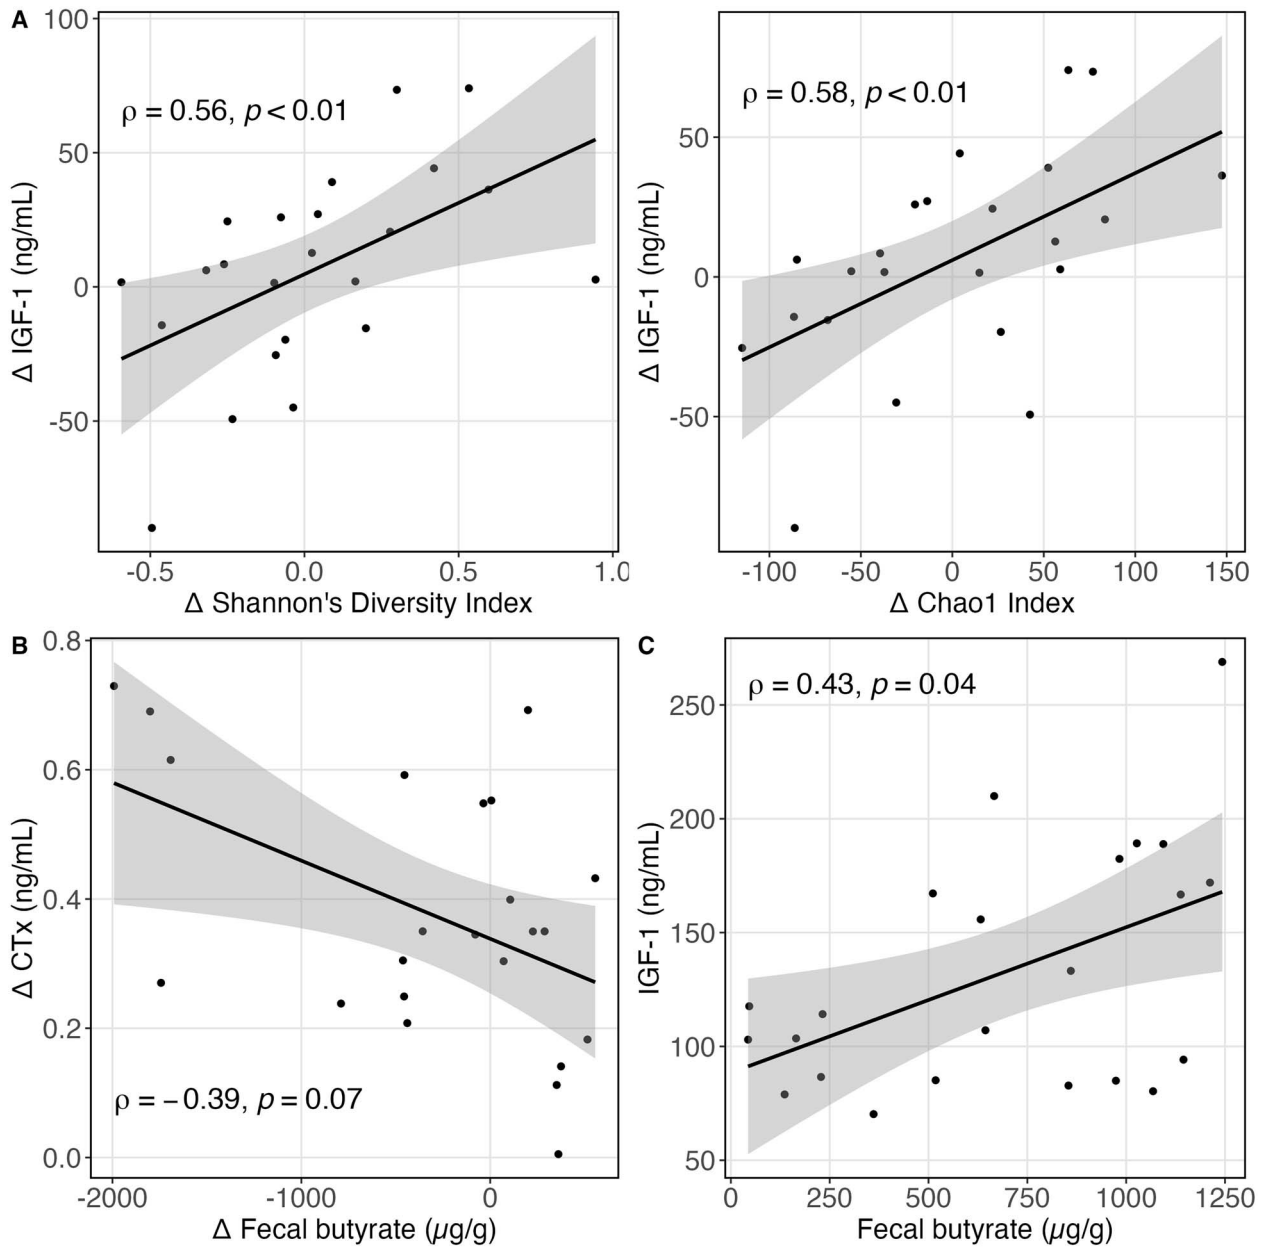 A
100
50
0
-50
Δ IGF-1 (ng/mL)
ρ = 0.56, p < 0.01
-0.5 0.0 0.5 1.0
Δ Shannon's Diversity Index
50
0
-50
Δ IGF-1 (ng/mL)
ρ = 0.58, p < 0.01
-100 -50 0 50 100 150
Δ Chao1 Index
B
0.8
0.6
0.4
0.2
0.0
Δ CTx (ng/mL)
ρ = −0.39, p = 0.07
-2000 -1000 0
Δ Fecal butyrate (μg/g)
C
250
200
150
100
50
IGF-1 (ng/mL)
ρ = 0.43, p = 0.04
0 250 500 750 1000 1250
Fecal butyrate (μg/g)